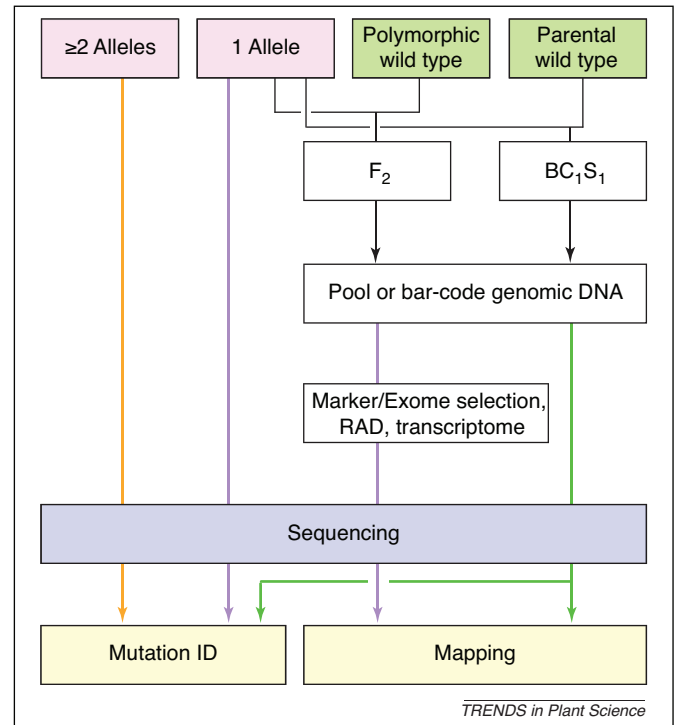 ≥2 Alleles
1 Allele
Polymorphic
wild type
Parental
wild type
F2
BC1S1
Pool or bar-code genomic DNA
Marker/Exome selection,
RAD, transcriptome
Sequencing
Mutation ID
Mapping
TRENDS in Plant Science